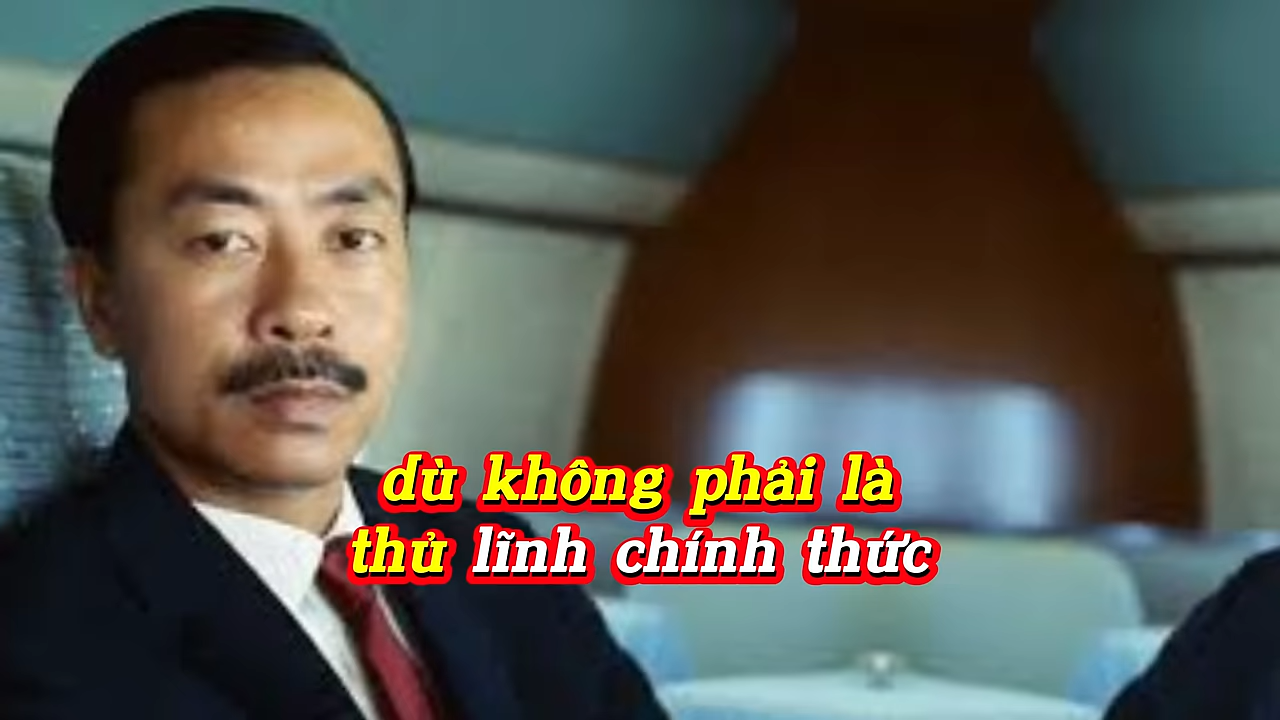 dù không phải là
thủ lĩnh chính thức